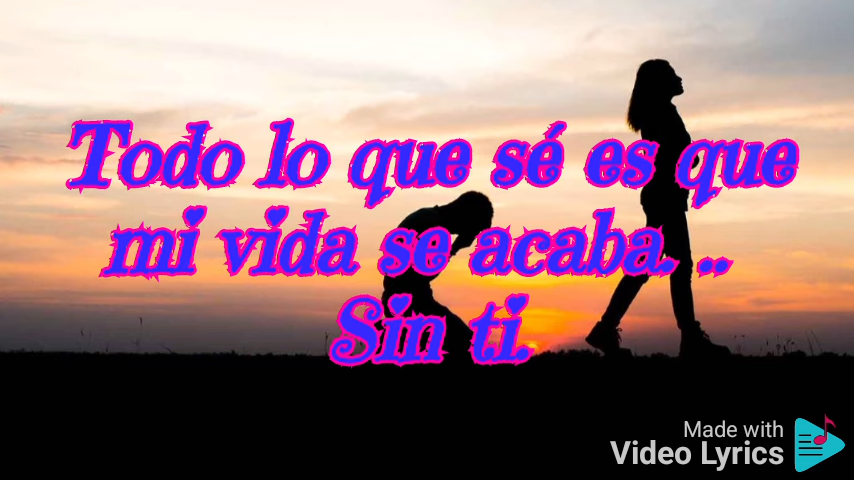 Todo lo que sé es que
mi vida se acaba. ..
Sin ti.
Made with
Video Lyrics